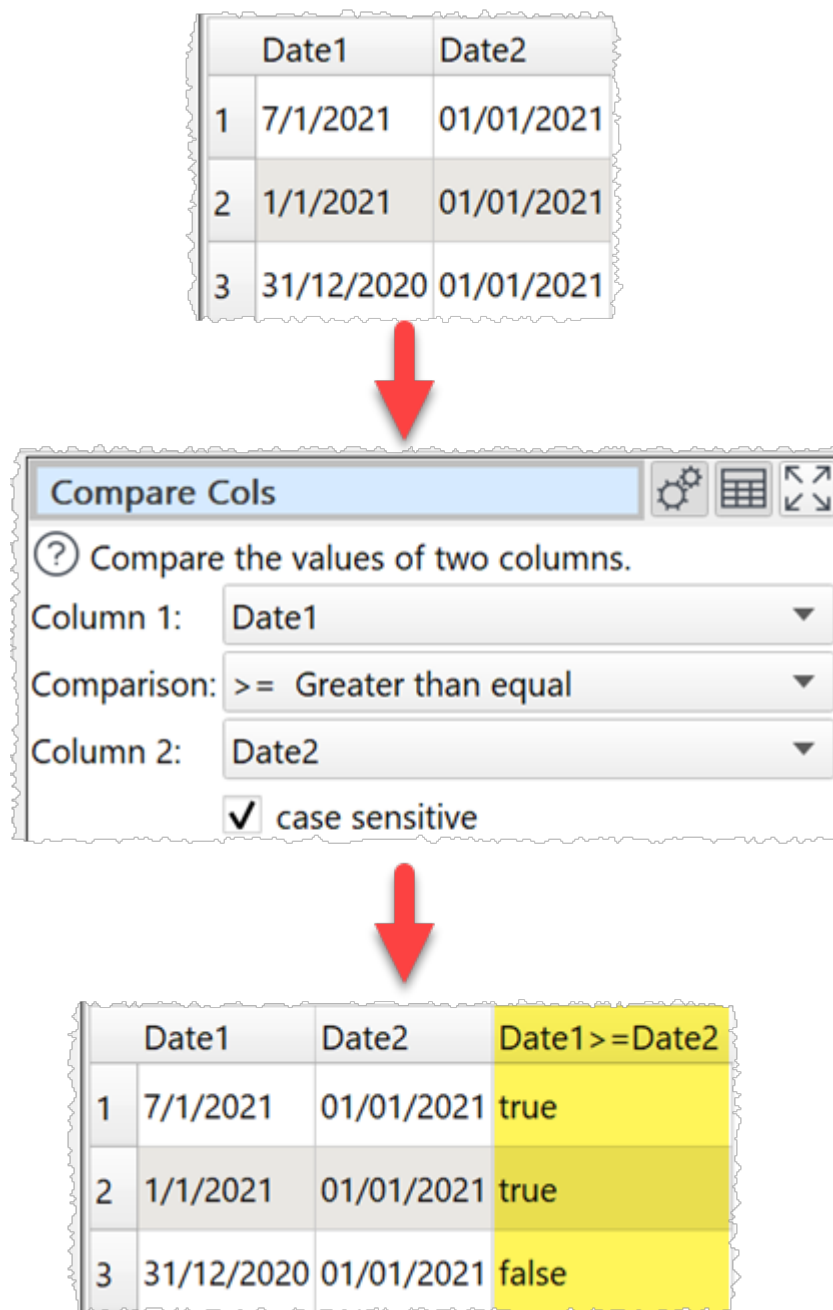 Date1 Date2
1 7/1/2021 01/01/2021
2 1/1/2021 01/01/2021
3 31/12/2020 01/01/2021
Compare Cols
? Compare the values of two columns.
Column 1: Date1
Comparison: >= Greater than equal
Column 2: Date2
case sensitive
Date1 Date2 Date1>=Date2
1 7/1/2021 01/01/2021 true
2 1/1/2021 01/01/2021 true
3 31/12/2020 01/01/2021 false